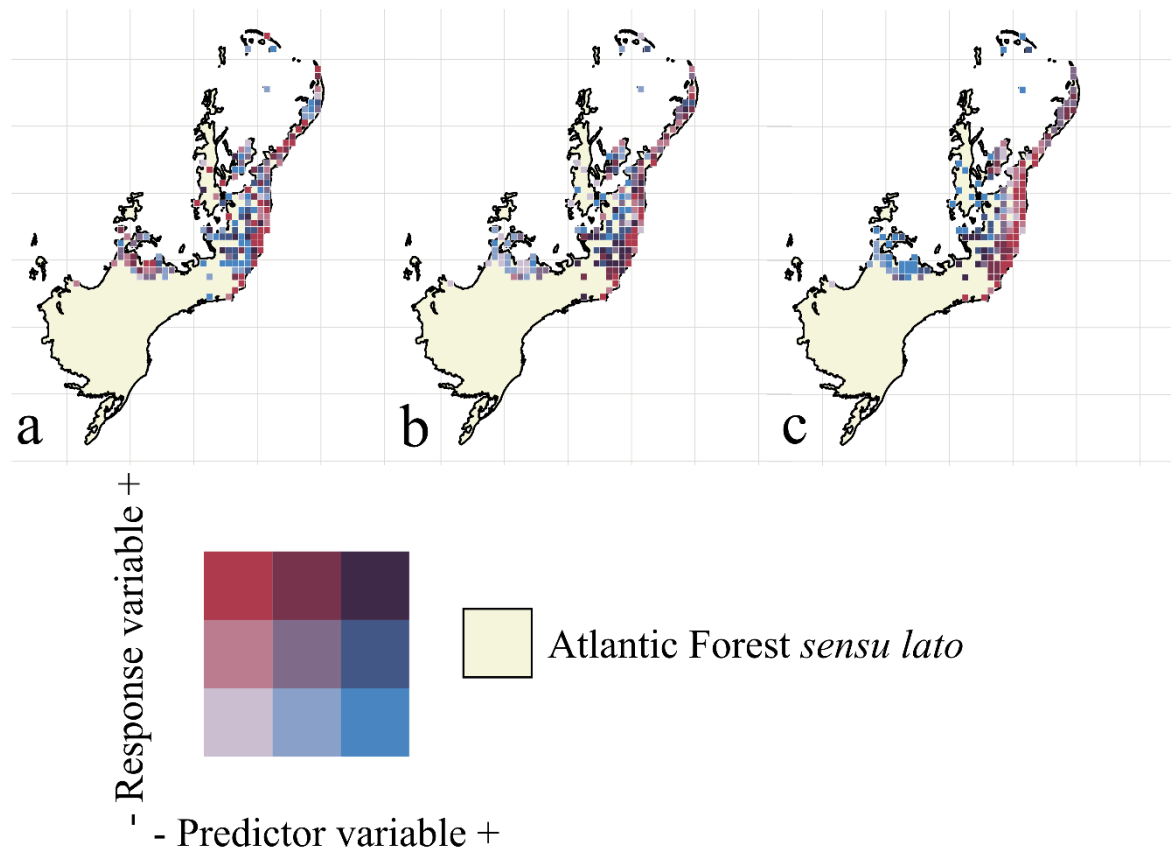 a b c
- Response variable +
Atlantic Forest sensu lato
- Predictor variable +